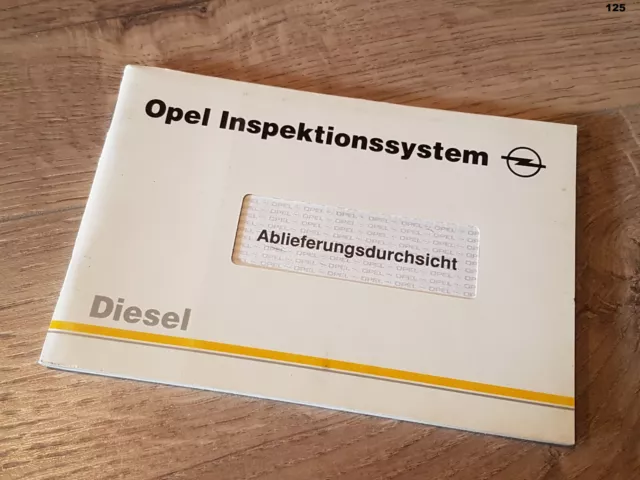 125
Opel Inspektionssystem
Ablieferungsdurchsicht
Diesel